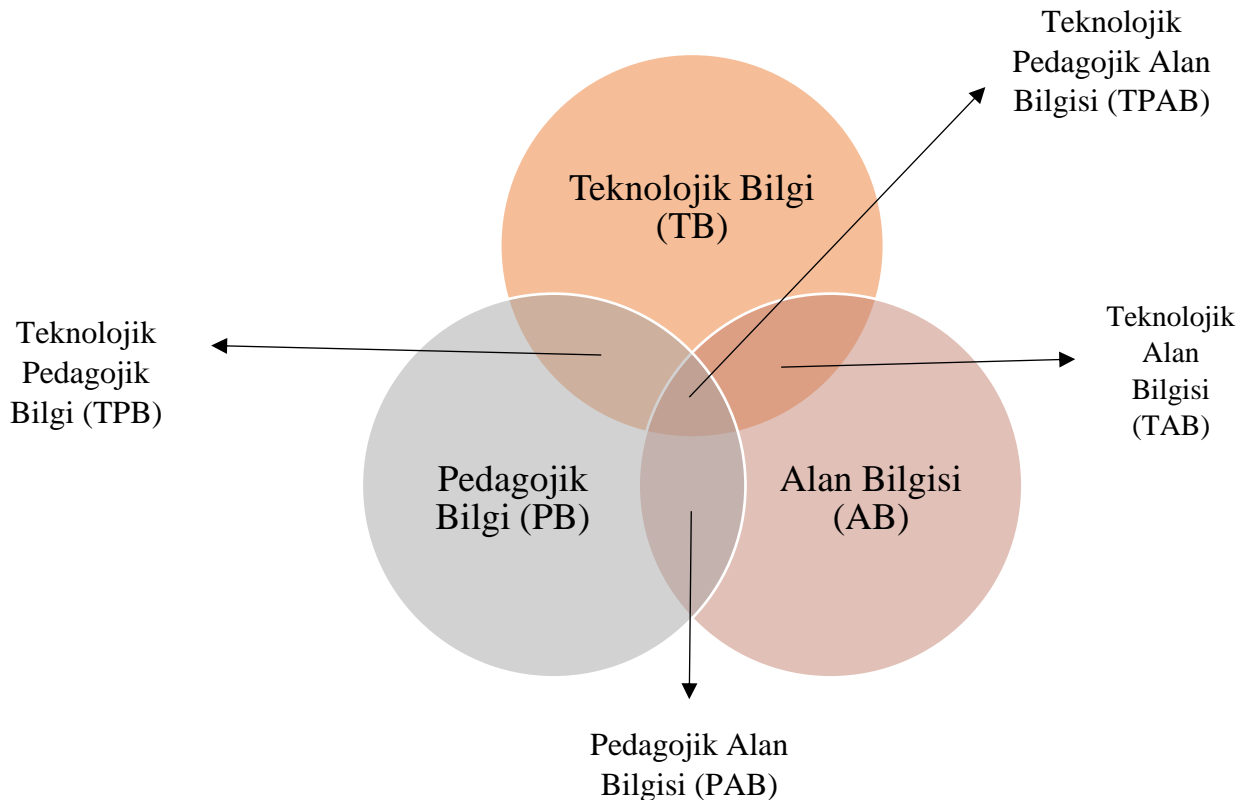 Teknolojik
Pedagojik Alan
Bilgisi (TPAB)
Teknolojik Bilgi
(TB)
Teknolojik
Pedagojik
Bilgi (TPB)
Teknolojik
Alan
Bilgisi
(TAB)
Pedagojik
Bilgi (PB)
Alan Bilgisi
(AB)
Pedagojik Alan
Bilgisi (PAB)